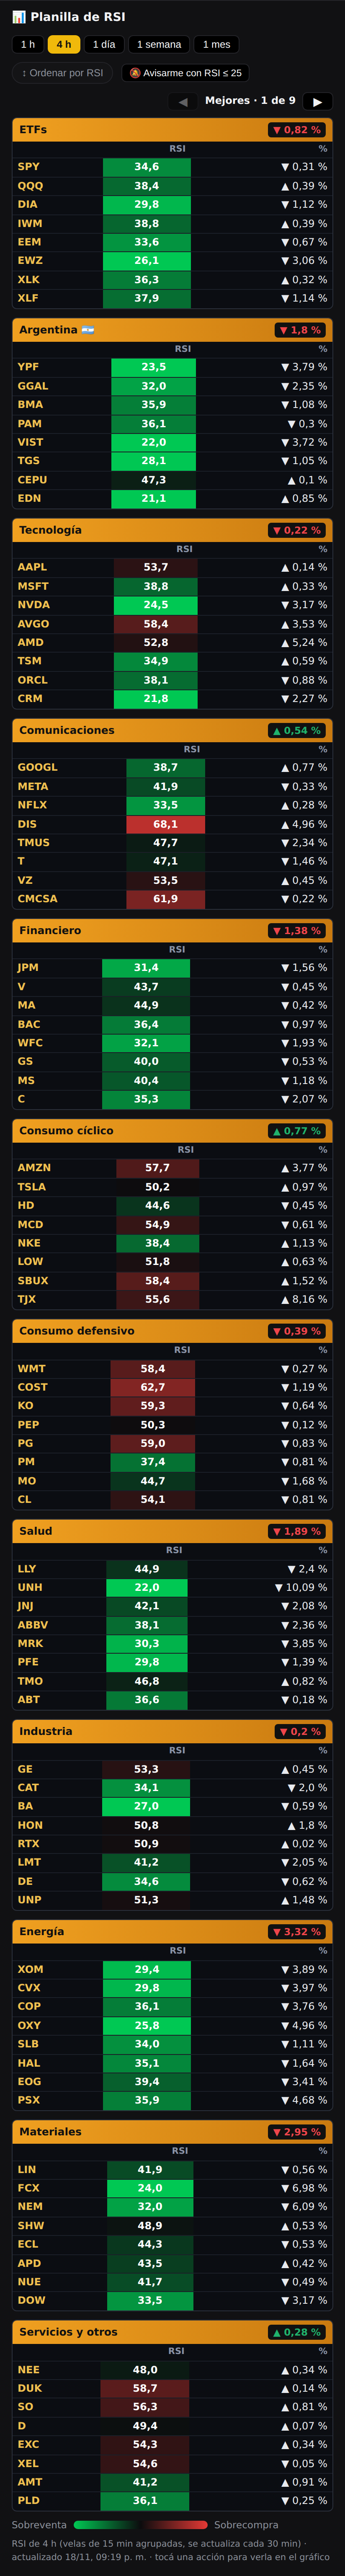 📊 Planilla de RSI
1 h 4 h 1 día 1 semana 1 mes
↕ Ordenar por RSI 🔕 Avisarme con RSI ≤ 25
◀ Mejores · 1 de 9 ▶
ETFs ▼ 0,82 %
RSI %
SPY 34,6 ▼ 0,31 %
QQQ 38,4 ▲ 0,39 %
DIA 29,8 ▼ 1,12 %
IWM 38,8 ▲ 0,39 %
EEM 33,6 ▼ 0,67 %
EWZ 26,1 ▼ 3,06 %
XLK 36,3 ▲ 0,32 %
XLF 37,9 ▼ 1,14 %
Argentina 🇦🇷 ▼ 1,8 %
RSI %
YPF 23,5 ▼ 3,79 %
GGAL 32,0 ▼ 2,35 %
BMA 35,9 ▼ 1,08 %
PAM 36,1 ▼ 0,3 %
VIST 22,0 ▼ 3,72 %
TGS 28,1 ▼ 1,05 %
CEPU 47,3 ▲ 0,1 %
EDN 21,1 ▲ 0,85 %
Tecnología ▼ 0,22 %
RSI %
AAPL 53,7 ▲ 0,14 %
MSFT 38,8 ▲ 0,33 %
NVDA 24,5 ▼ 3,17 %
AVGO 58,4 ▲ 3,53 %
AMD 52,8 ▲ 5,24 %
TSM 34,9 ▲ 0,59 %
ORCL 38,1 ▼ 0,88 %
CRM 21,8 ▼ 2,27 %
Comunicaciones ▲ 0,54 %
RSI %
GOOGL 38,7 ▲ 0,77 %
META 41,9 ▼ 0,33 %
NFLX 33,5 ▲ 0,28 %
DIS 68,1 ▲ 4,96 %
TMUS 47,7 ▼ 2,34 %
T 47,1 ▼ 1,46 %
VZ 53,5 ▲ 0,45 %
CMCSA 61,9 ▼ 0,22 %
Financiero ▼ 1,38 %
RSI %
JPM 31,4 ▼ 1,56 %
V 43,7 ▼ 0,45 %
MA 44,9 ▼ 0,42 %
BAC 36,4 ▼ 0,97 %
WFC 32,1 ▼ 1,93 %
GS 40,0 ▼ 0,53 %
MS 40,4 ▼ 1,18 %
C 35,3 ▼ 2,07 %
Consumo cíclico ▲ 0,77 %
RSI %
AMZN 57,7 ▲ 3,77 %
TSLA 50,2 ▲ 0,97 %
HD 44,6 ▼ 0,45 %
MCD 54,9 ▼ 0,61 %
NKE 38,4 ▲ 1,13 %
LOW 51,8 ▲ 0,63 %
SBUX 58,4 ▲ 1,52 %
TJX 55,6 ▲ 8,16 %
Consumo defensivo ▼ 0,39 %
RSI %
WMT 58,4 ▼ 0,27 %
COST 62,7 ▼ 1,19 %
KO 59,3 ▼ 0,64 %
PEP 50,3 ▼ 0,12 %
PG 59,0 ▼ 0,83 %
PM 37,4 ▼ 0,81 %
MO 44,7 ▼ 1,68 %
CL 54,1 ▼ 0,81 %
Salud ▼ 1,89 %
RSI %
LLY 44,9 ▼ 2,4 %
UNH 22,0 ▼ 10,09 %
JNJ 42,1 ▼ 2,08 %
ABBV 38,1 ▼ 2,36 %
MRK 30,3 ▼ 3,85 %
PFE 29,8 ▼ 1,39 %
TMO 46,8 ▲ 0,82 %
ABT 36,6 ▼ 0,18 %
Industria ▼ 0,2 %
RSI %
GE 53,3 ▲ 0,45 %
CAT 34,1 ▼ 2,0 %
BA 27,0 ▼ 0,59 %
HON 50,8 ▲ 1,8 %
RTX 50,9 ▲ 0,02 %
LMT 41,2 ▼ 2,05 %
DE 34,6 ▼ 0,62 %
UNP 51,3 ▲ 1,48 %
Energía ▼ 3,32 %
RSI %
XOM 29,4 ▼ 3,89 %
CVX 29,8 ▼ 3,97 %
COP 36,1 ▼ 3,76 %
OXY 25,8 ▼ 4,96 %
SLB 34,0 ▼ 1,11 %
HAL 35,1 ▼ 1,64 %
EOG 39,4 ▼ 3,41 %
PSX 35,9 ▼ 4,68 %
Materiales ▼ 2,95 %
RSI %
LIN 41,9 ▼ 0,56 %
FCX 24,0 ▼ 6,98 %
NEM 32,0 ▼ 6,09 %
SHW 48,9 ▲ 0,53 %
ECL 44,3 ▼ 0,53 %
APD 43,5 ▲ 0,42 %
NUE 41,7 ▼ 0,49 %
DOW 33,5 ▼ 3,17 %
Servicios y otros ▲ 0,28 %
RSI %
NEE 48,0 ▲ 0,34 %
DUK 58,7 ▲ 0,14 %
SO 56,3 ▲ 0,81 %
D 49,4 ▲ 0,07 %
EXC 54,3 ▲ 0,34 %
XEL 54,6 ▼ 0,05 %
AMT 41,2 ▲ 0,91 %
PLD 36,1 ▼ 0,25 %
Sobreventa Sobrecompra
RSI de 4 h (velas de 15 min agrupadas, se actualiza cada 30 min) ·
actualizado 18/11, 09:19 p. m. · tocá una acción para verla en el gráfico